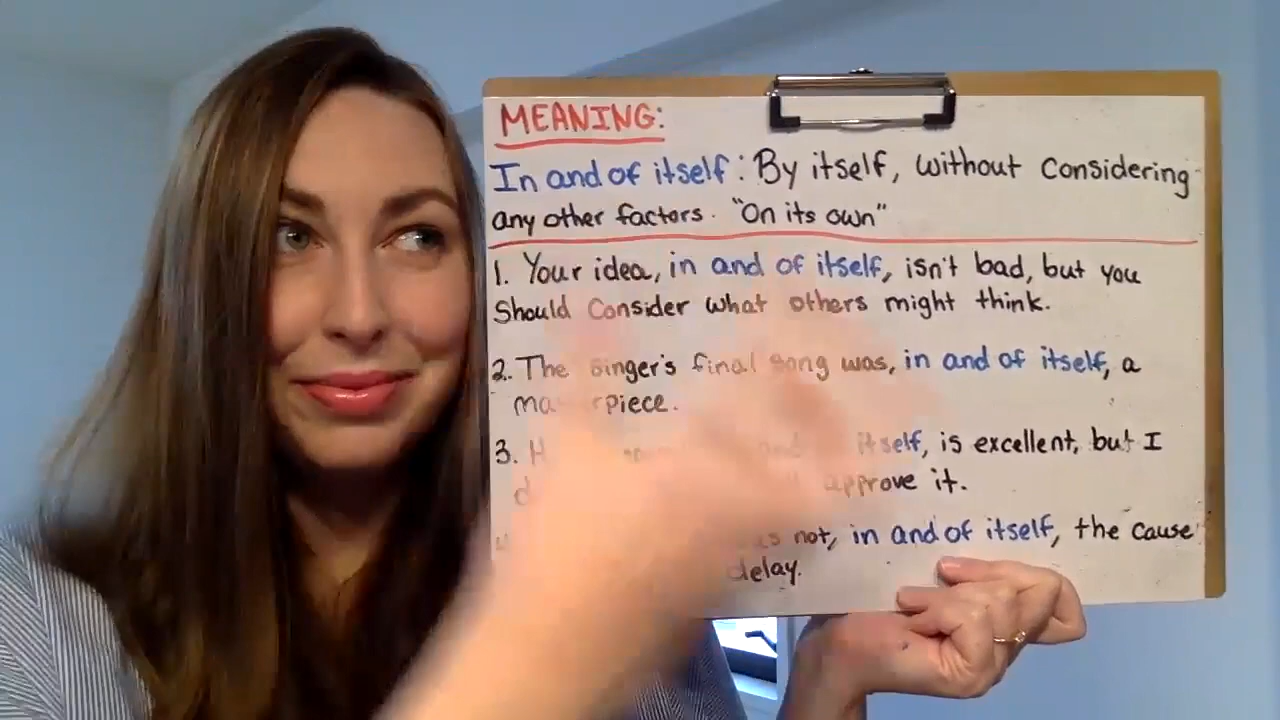 MEANING:
In and of itself: By itself, without considering
any other factors. "On its own"
1. Your idea, in and of itself, isn't bad, but you
should consider what others might think.
2. The singer's final song was, in and of itself, a
masterpiece.
3. itself, is excellent, but I
approve it.
not, in and of itself, the cause
delay.